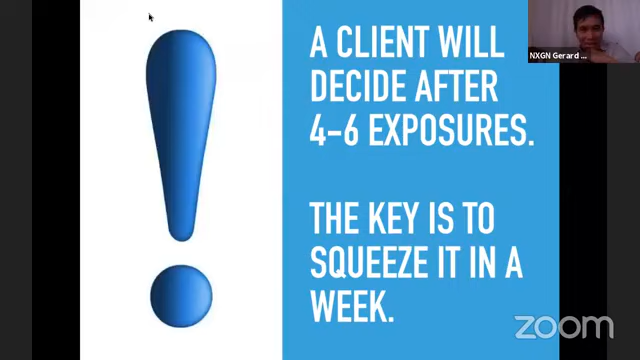 A CLIENT WILL
DECIDE AFTER
4-6 EXPOSURES.
THE KEY IS TO
SQUEEZE IT IN A
WEEK.
NXGN Gerard ...
zoom